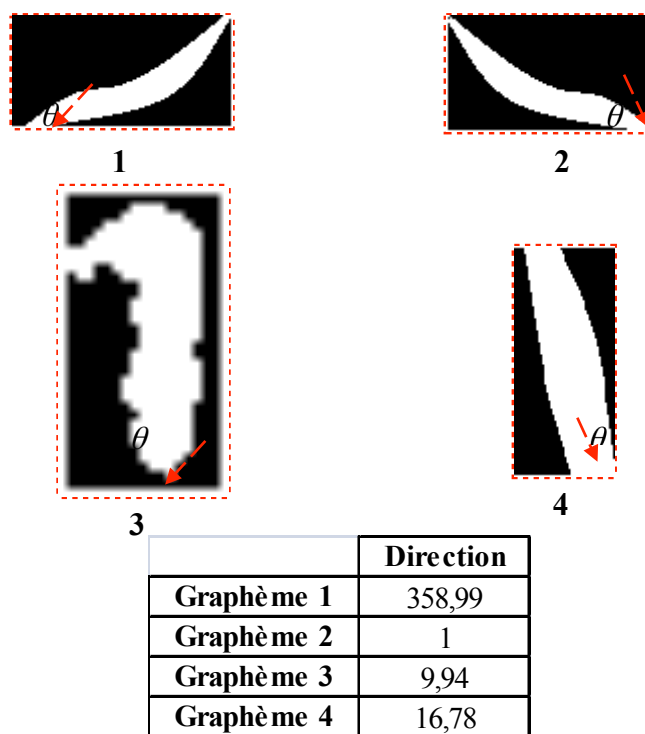 θ θ
1 2
θ θ
3 4
Direction
Graphème 1 358,99
Graphème 2 1
Graphème 3 9,94
Graphème 4 16,78